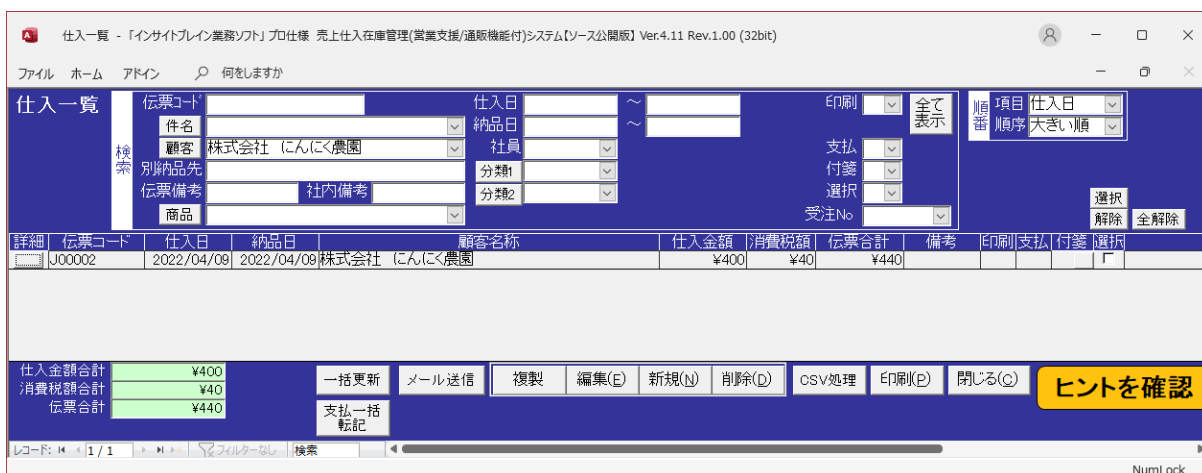 仕入一覧 - 「インサイトブレイン業務ソフト」 プロ仕様 売上仕入在庫管理(営業支援/通販機能付)システム【ソース公開版】 Ver.4.11 Rev.1.00 (32bit)
ファイル ホーム アドイン 何をしますか
仕入一覧 検索 伝票コード 仕入日 ～ 印刷 全て表示 順番 項目 仕入日
件名 納品日 ～ 順序 大きい順
顧客 株式会社 にんにく農園 社員 支払
別納品先 分類1 付箋
伝票備考 社内備考 分類2 選択 選択
商品 受注No 解除 全解除
詳細 伝票コード 仕入日 納品日 顧客名称 仕入金額 消費税額 伝票合計 備考 印刷 支払 付箋 選択
J00002 2022/04/09 2022/04/09 株式会社 にんにく農園 ¥400 ¥40 ¥440
仕入金額合計 ¥400
消費税額合計 ¥40
伝票合計 ¥440
一括更新 メール送信 複製 編集(E) 新規(N) 削除(D) CSV処理 印刷(P) 閉じる(C) ヒントを確認
支払一括転記
レコード: 1 / 1 フィルターなし 検索
NumLock